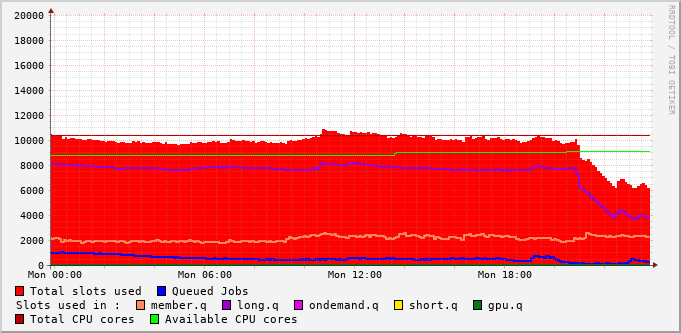 RRDTOOL / TOBI OETIKER
20000
18000
16000
14000
12000
10000
8000
6000
4000
2000
0
Mon 00:00 Mon 06:00 Mon 12:00 Mon 18:00
Total slots used Queued Jobs
Slots used in : member.q long.q ondemand.q short.q gpu.q
Total CPU cores Available CPU cores